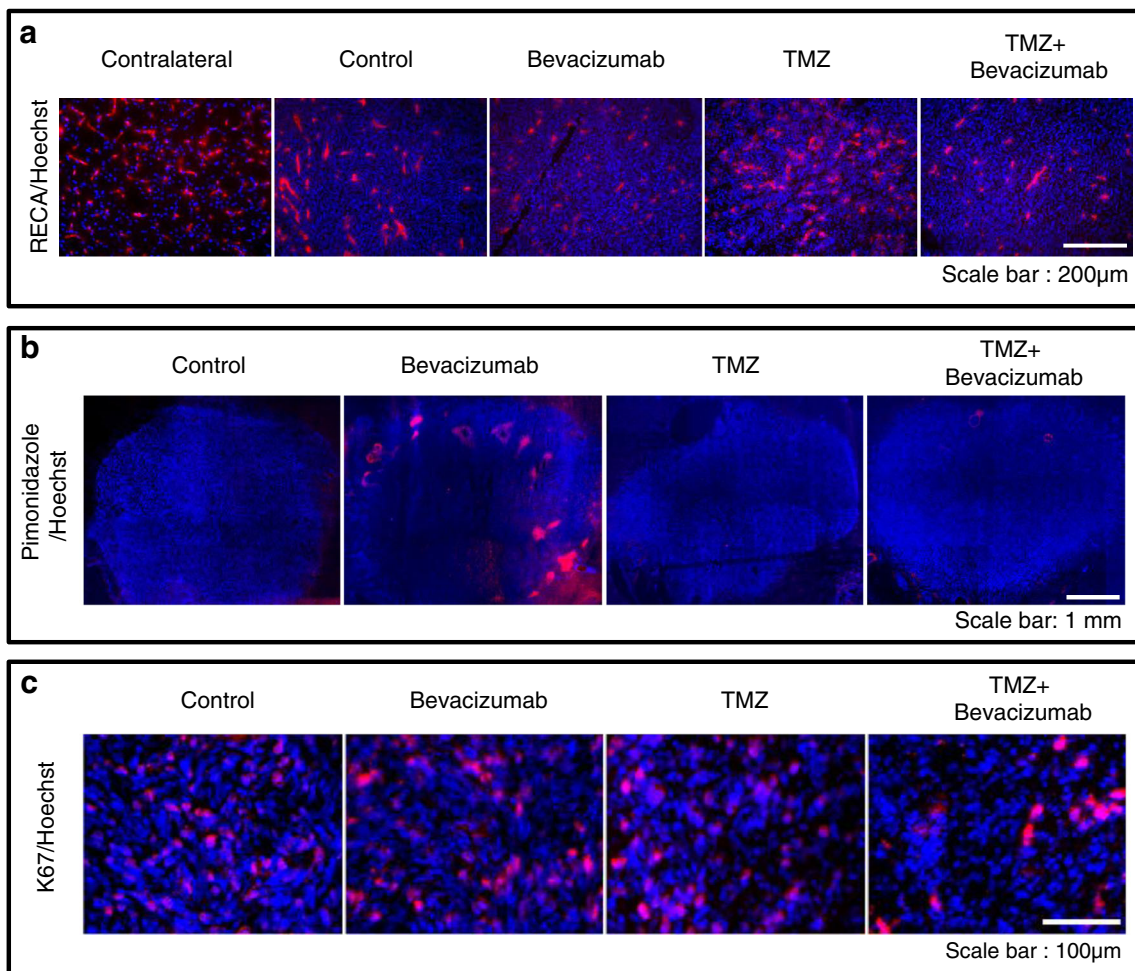 a
Contralateral
Control
Bevacizumab
TMZ
TMZ+
Bevacizumab
RECA/Hoechst
Scale bar : 200µm
b
Control
Bevacizumab
TMZ
TMZ+
Bevacizumab
Pimonidazole
/Hoechst
Scale bar: 1 mm
c
Control
Bevacizumab
TMZ
TMZ+
Bevacizumab
K67/Hoechst
Scale bar : 100µm